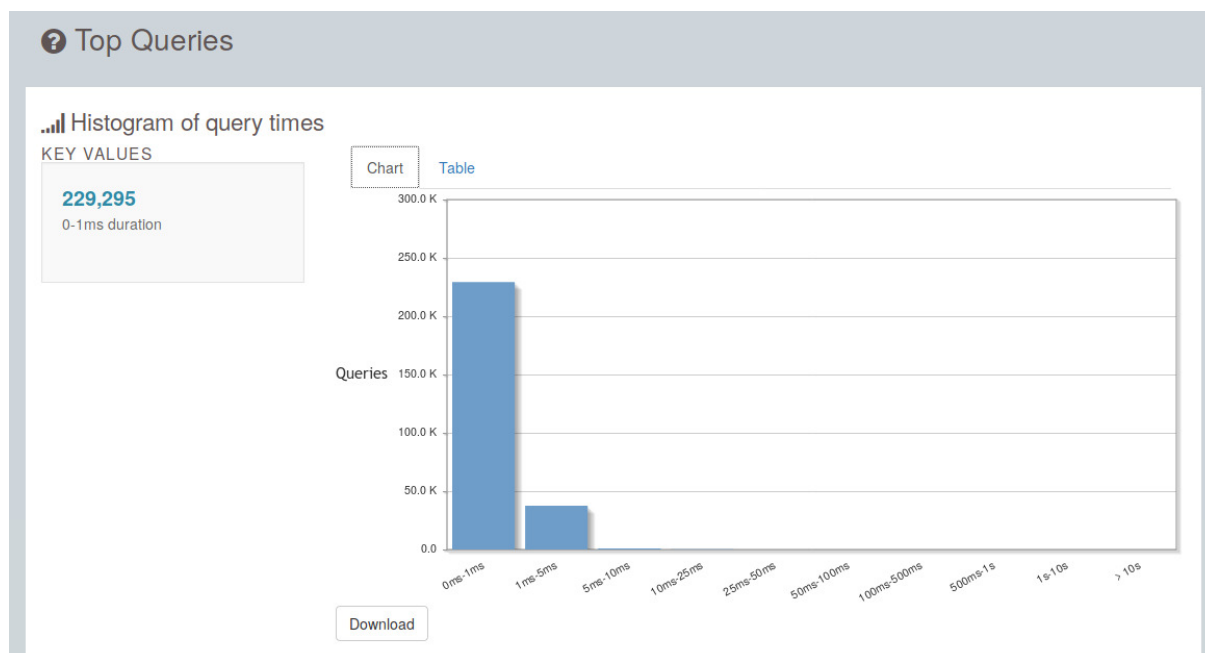 Top Queries
Histogram of query times
KEY VALUES
229,295
0-1ms duration
Chart Table
300.0 K
250.0 K
200.0 K
Queries 150.0 K
100.0 K
50.0 K
0.0
0ms-1ms 1ms-5ms 5ms-10ms 10ms-25ms 25ms-50ms 50ms-100ms 100ms-500ms 500ms-1s 1s-10s > 10s
Download